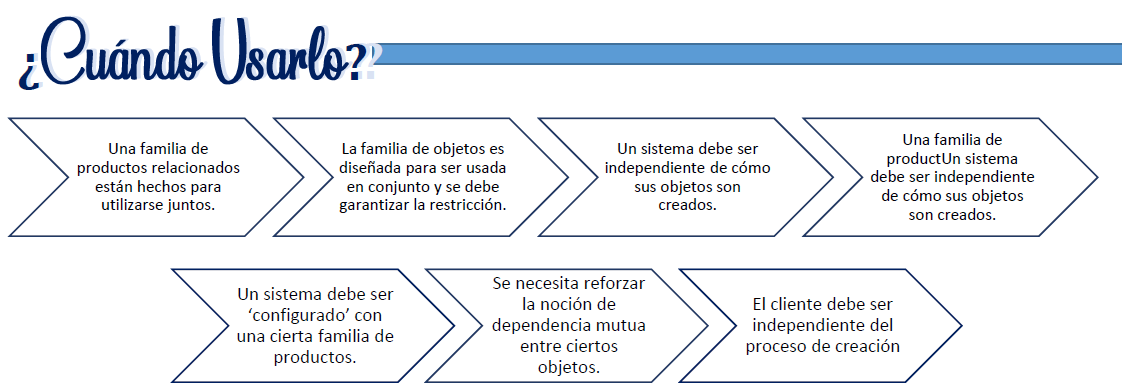 ¿Cuándo Usarlo?
Una familia de
productos relacionados
están hechos para
utilizarse juntos.
La familia de objetos es
diseñada para ser usada
en conjunto y se debe
garantizar la restricción.
Un sistema debe ser
independiente de cómo
sus objetos son
creados.
Una familia de
productUn sistema
debe ser independiente
de cómo sus objetos
son creados.
Un sistema debe ser
‘configurado’ con
una cierta familia de
productos.
Se necesita reforzar
la noción de
dependencia mutua
entre ciertos
objetos.
El cliente debe ser
independiente del
proceso de creación